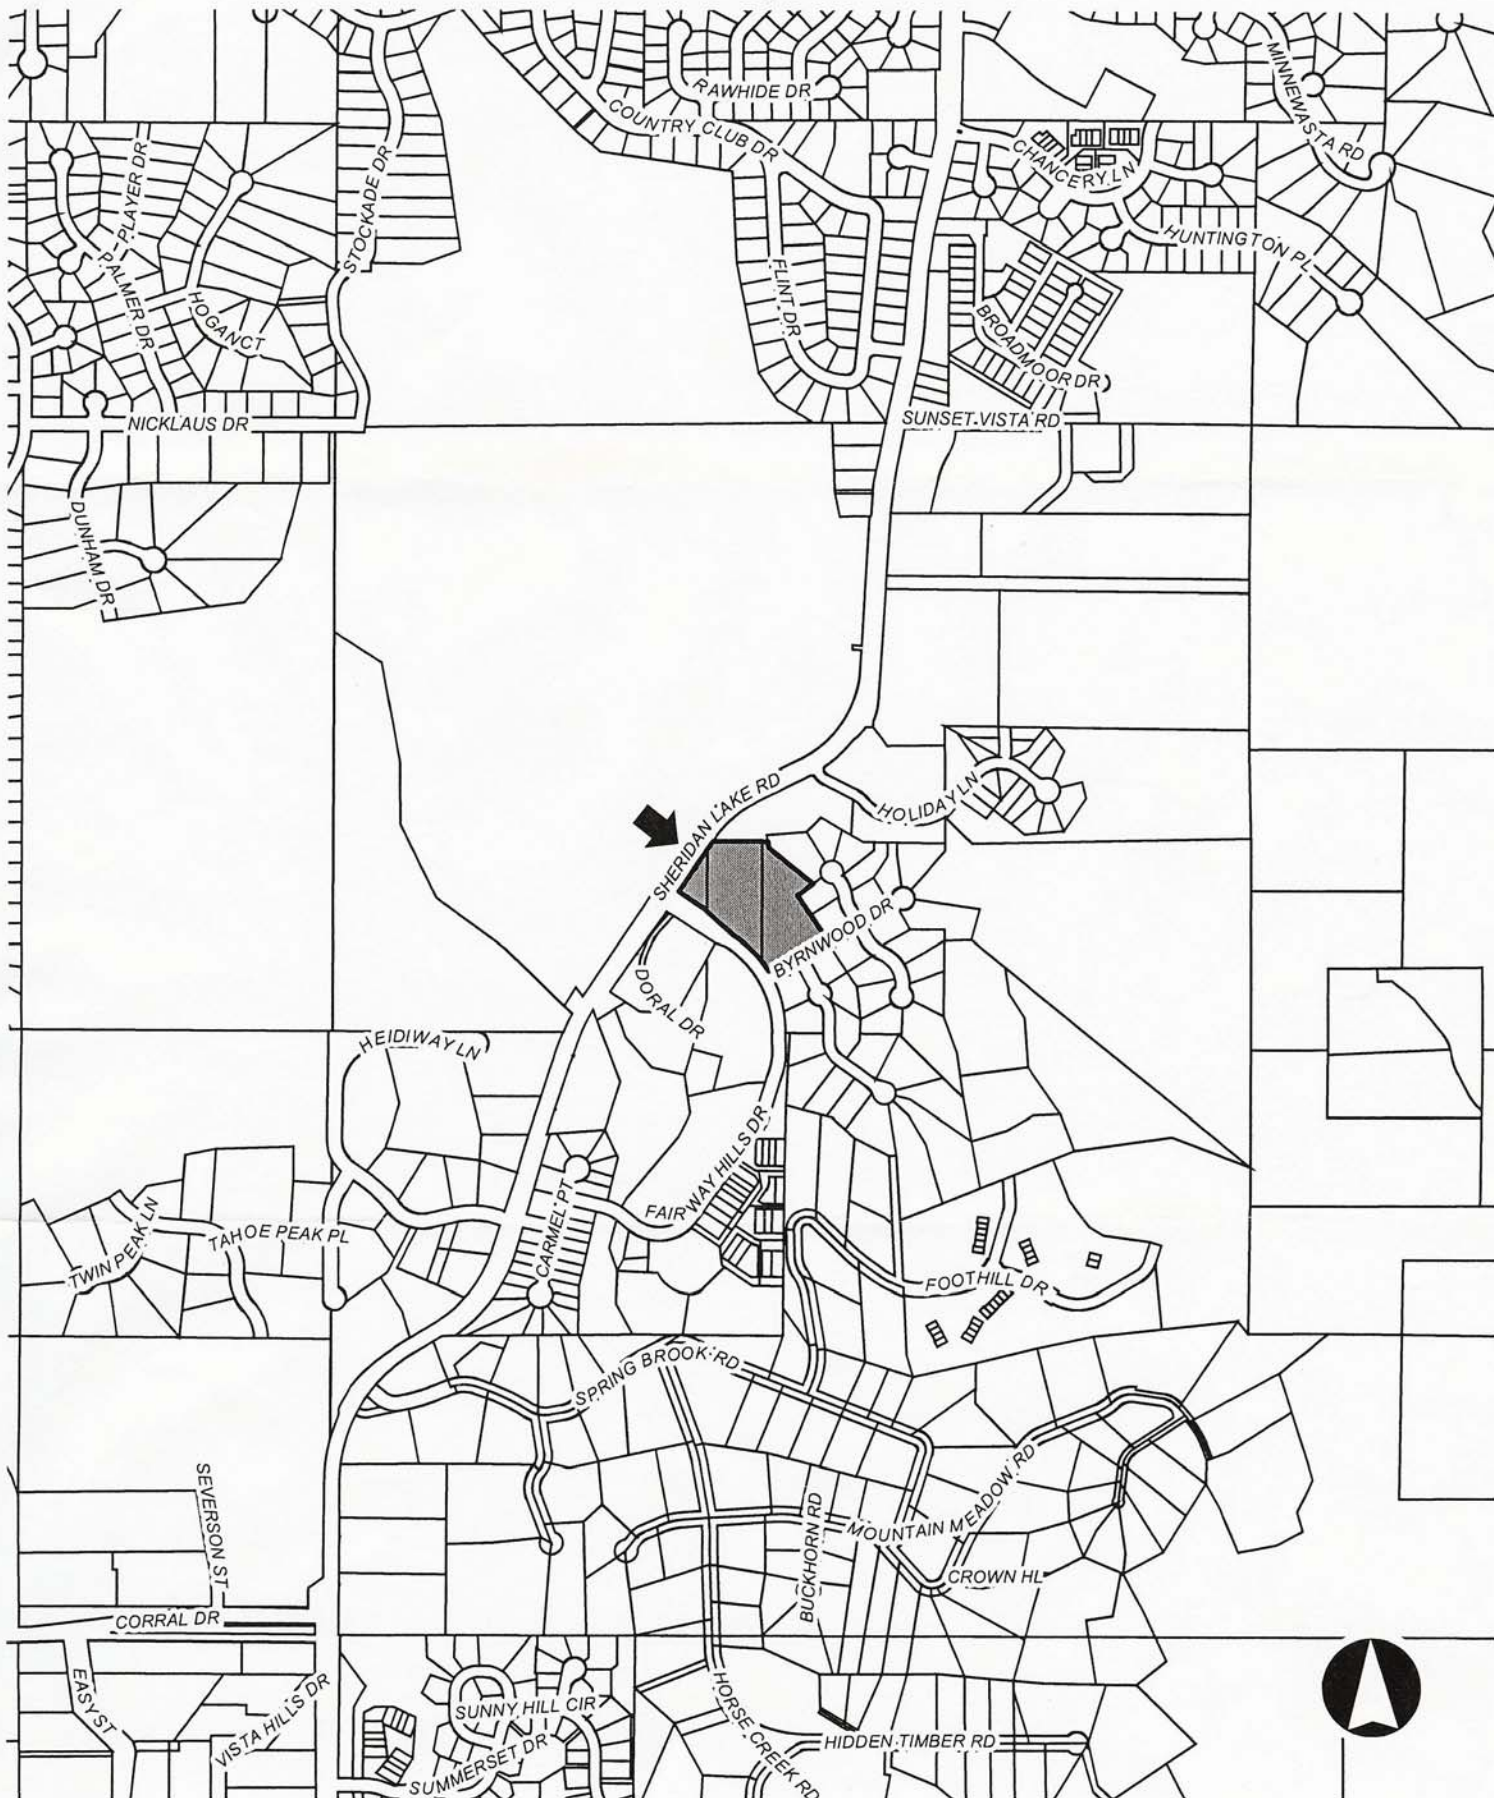 RAWHIDE DR
COUNTRY CLUB DR
MINNEWASTA RD
CHANCERY LN
PLAYER DR
STOCKADE DR
HUNTINGTON PL
PALMER DR
HOGAN CT
FLINT DR
BROADMOOR DR
NICKLAUS DR
SUNSET VISTA RD
DUNHAM DR
SHERIDAN LAKE RD
HOLIDAY LN
BYRNWOOD DR
DORAL DR
HEIDIWAY LN
FAIRWAY HILLS DR
CARMEL PT
TWIN PEAK LN
TAHOE PEAK PL
FOOTHILL DR
SPRING BROOK RD
SEVERSON ST
BUCKHORN RD
MOUNTAIN MEADOW RD
CROWN HL
CORRAL DR
EASY ST
VISTA HILLS DR
SUNNY HILL CIR
SUMMERSET DR
HORSE CREEK RD
HIDDEN TIMBER RD